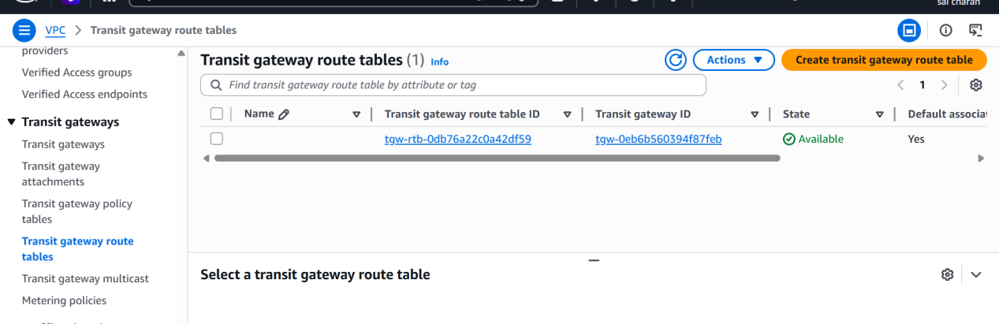 sai charan
VPC > Transit gateway route tables
providers
Verified Access groups
Verified Access endpoints
Transit gateways
Transit gateways
Transit gateway
attachments
Transit gateway policy
tables
Transit gateway route
tables
Transit gateway multicast
Metering policies
Transit gateway route tables (1) Info
Actions
Create transit gateway route table
Find transit gateway route table by attribute or tag
1
Name Transit gateway route table ID Transit gateway ID State Default associat
tgw-rtb-0db76a22c0a42df59 tgw-0eb6b560394f87feb Available Yes
Select a transit gateway route table